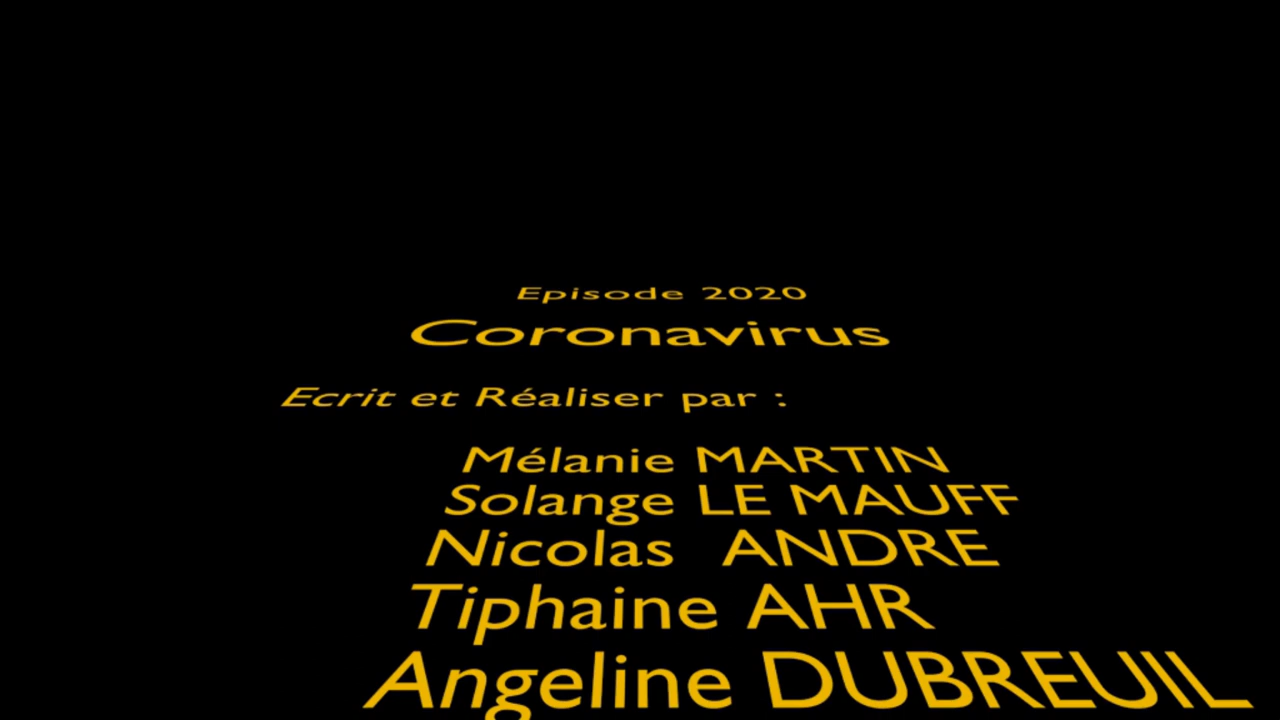 Episode 2020
Coronavirus
Ecrit et Réaliser par :
Mélanie MARTIN
Solange LE MAUFF
Nicolas ANDRE
Tiphaine AHR
Angeline DUBREUIL